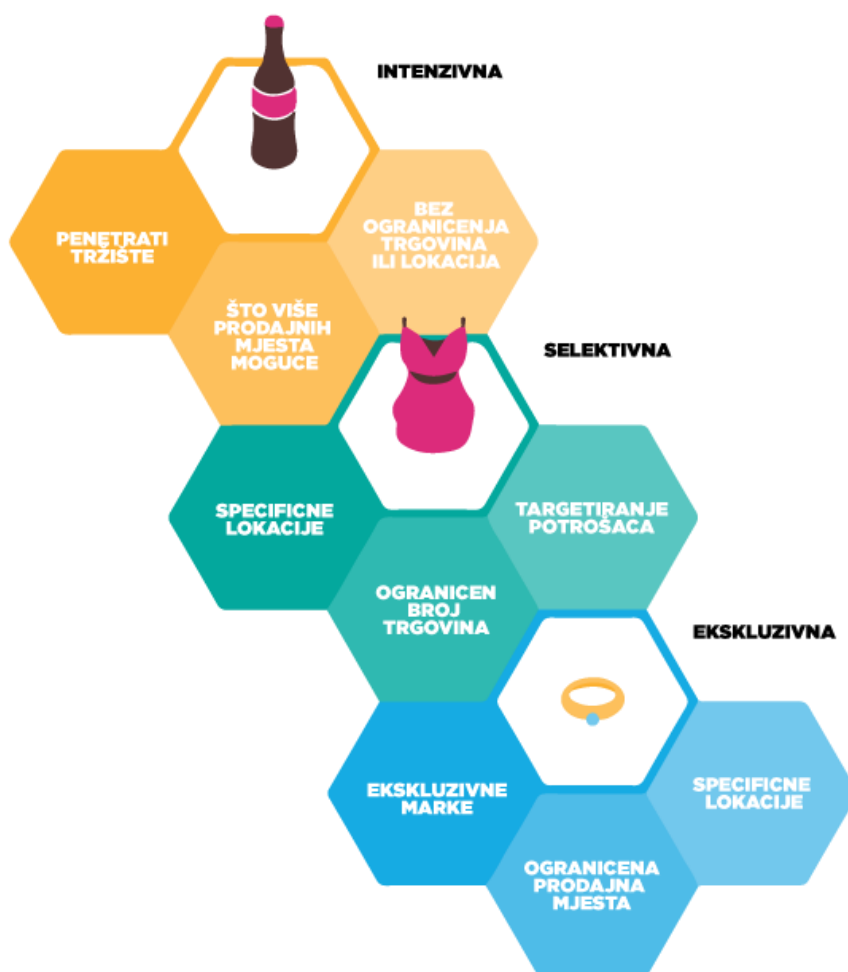 INTENZIVNA
PENETRATI
TRŽIŠTE
BEZ
OGRANICENJA
TRGOVINA
ILI LOKACIJA
ŠTO VIŠE
PRODAJNIH
MJESTA
MOGUCE
SELEKTIVNA
SPECIFICNE
LOKACIJE
TARGETIRANJE
POTROŠACA
OGRANICEN
BROJ
TRGOVINA
EKSKLUZIVNA
EKSKLUZIVNE
MARKE
SPECIFICNE
LOKACIJE
OGRANICENA
PRODAJNA
MJESTA